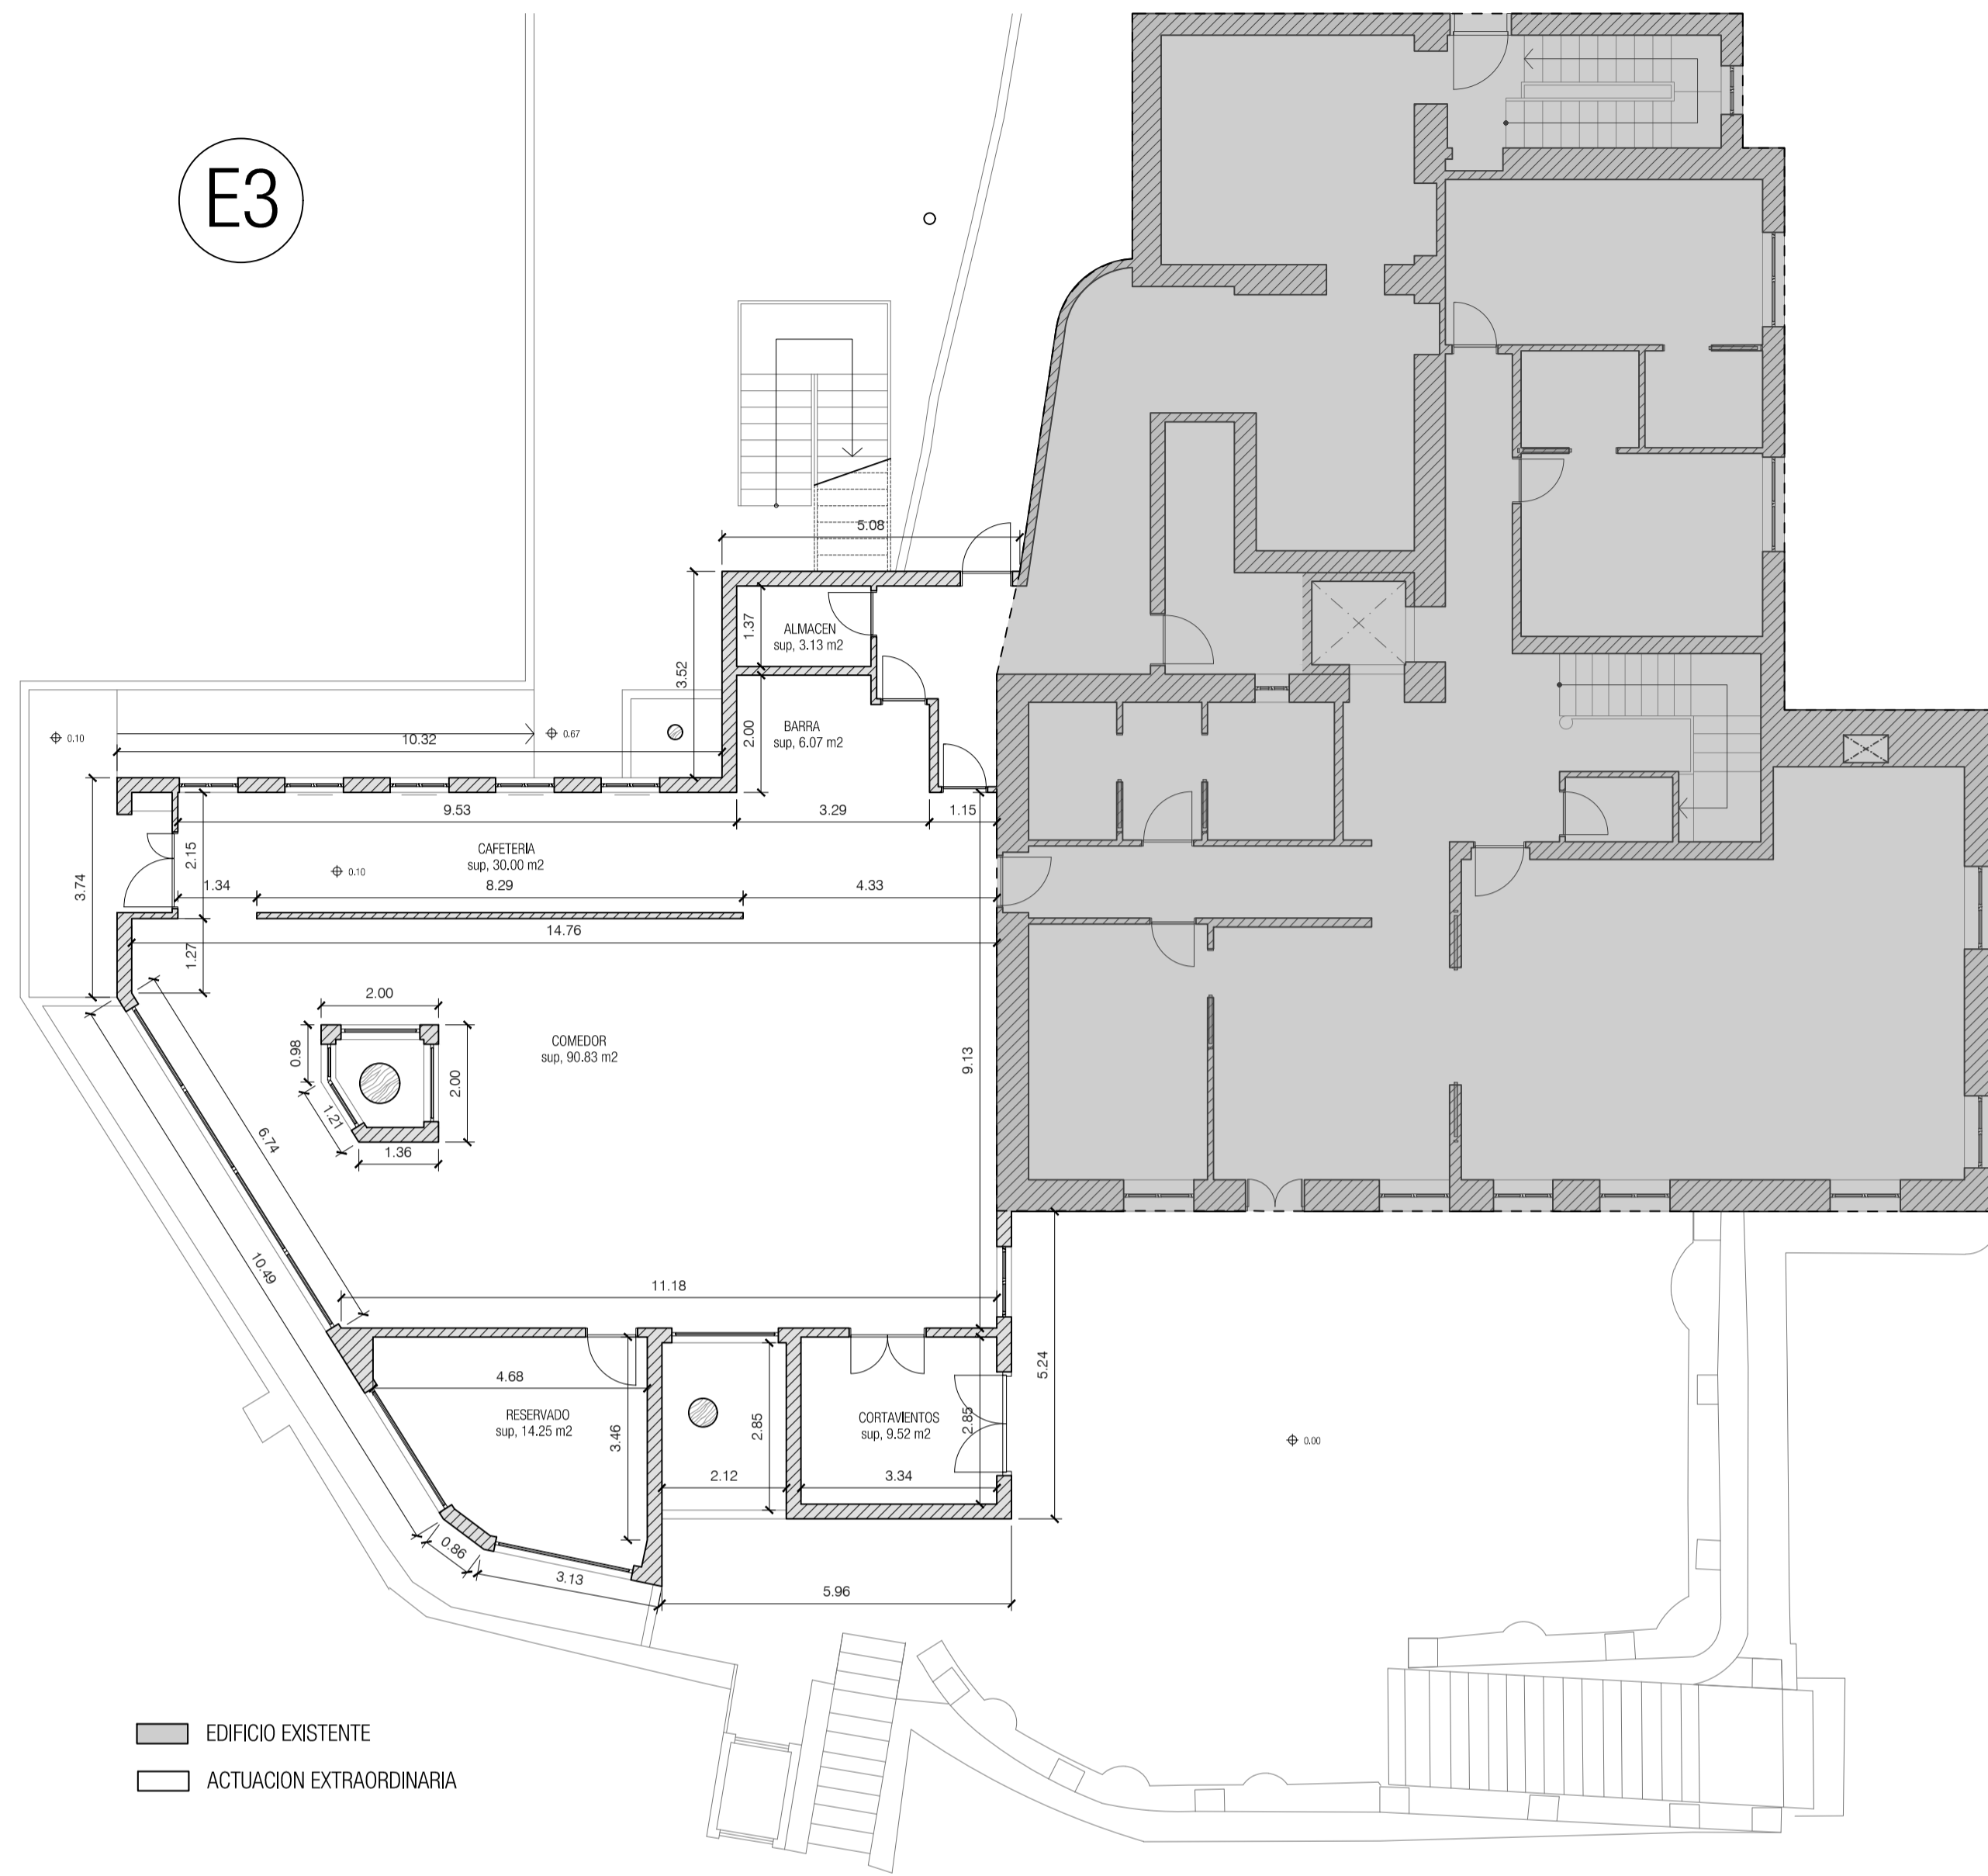 E3
5.08
1.37
ALMACEN
sup, 3.13 m2
3.52
0.10
10.32
0.67
2.00
BARRA
sup, 6.07 m2
9.53
3.29
1.15
3.74
2.15
CAFETERIA
sup, 30.00 m2
0.10
1.34
8.29
4.33
14.76
1.27
2.00
0.98
2.00
1.21
1.36
COMEDOR
sup, 90.83 m2
9.13
6.74
10.49
11.18
5.24
4.68
RESERVADO
sup, 14.25 m2
3.46
2.85
2.12
CORTAVIENTOS
sup, 9.52 m2
2.85
3.34
0.00
0.86
3.13
5.96
EDIFICIO EXISTENTE
ACTUACION EXTRAORDINARIA